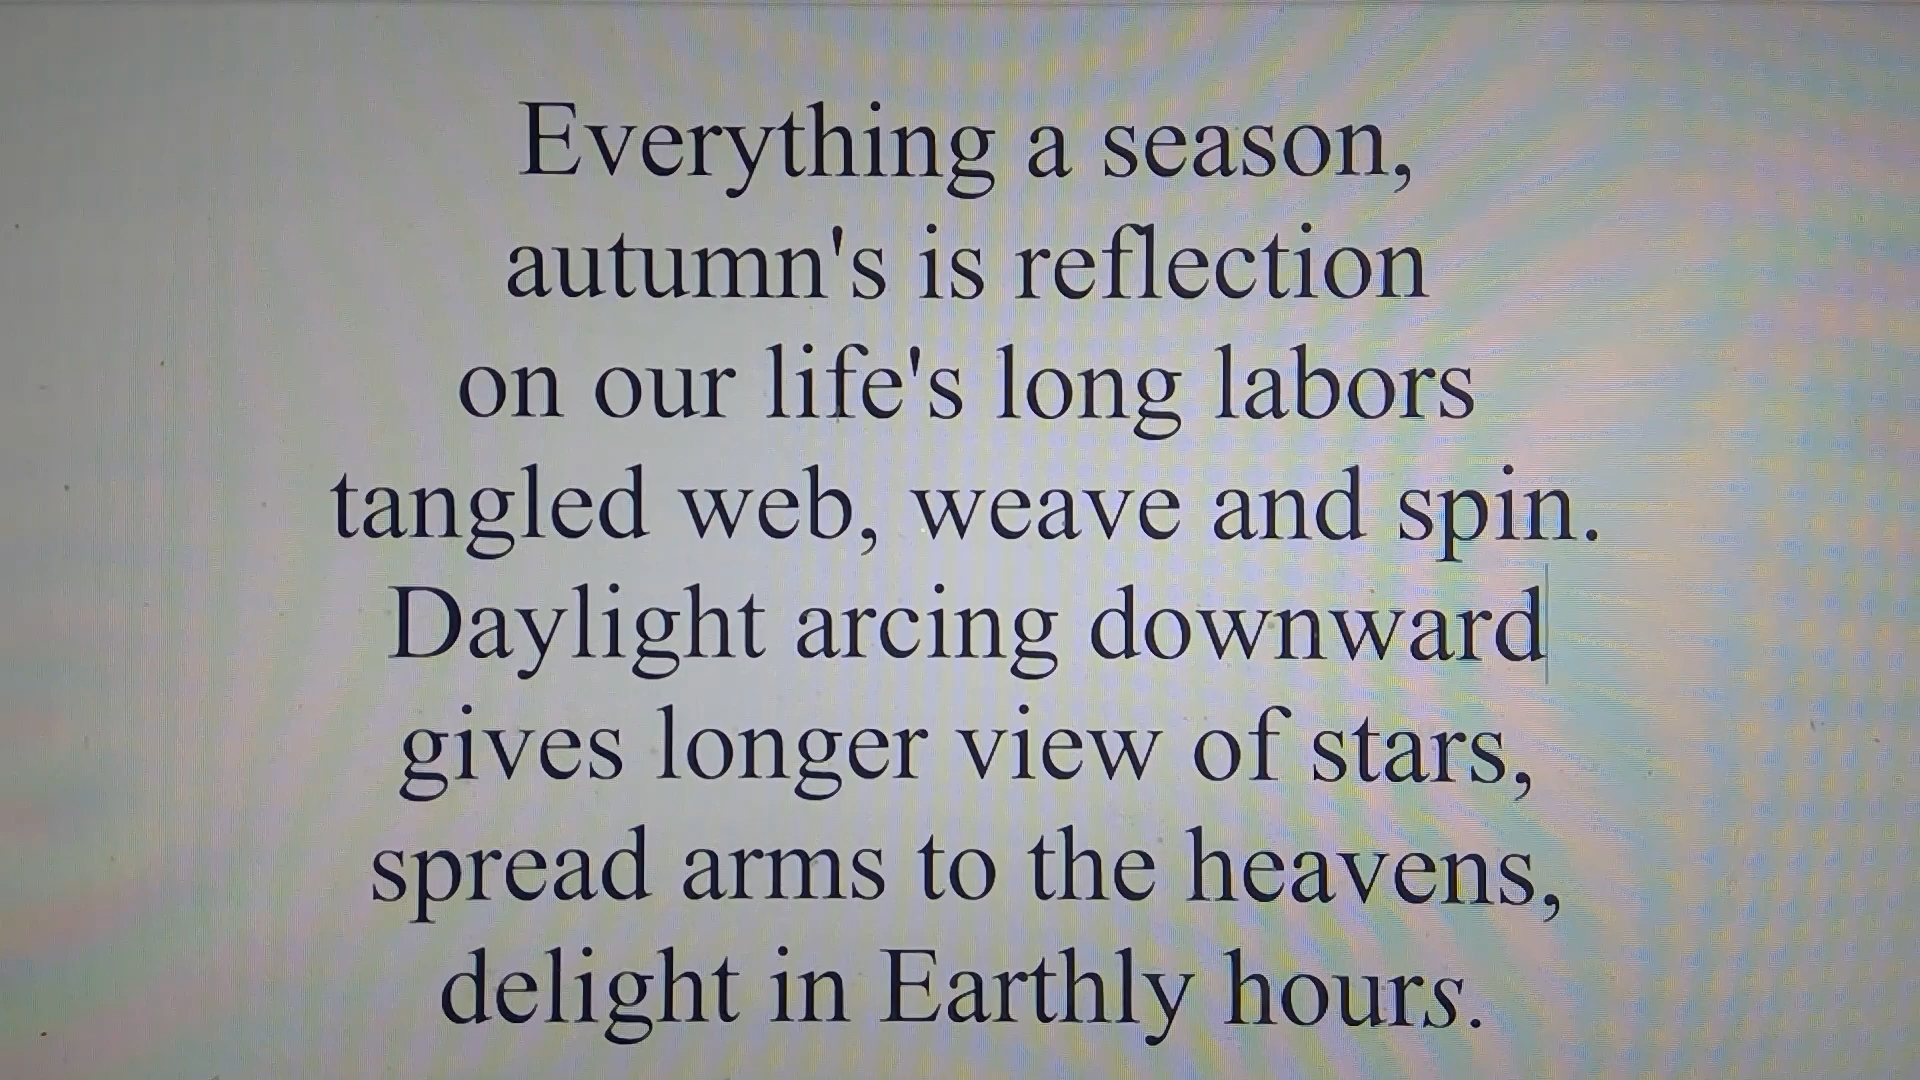 Everything a season,
autumn's is reflection
on our life's long labors
tangled web, weave and spin.
Daylight arcing downward
gives longer view of stars,
spread arms to the heavens,
delight in Earthly hours.